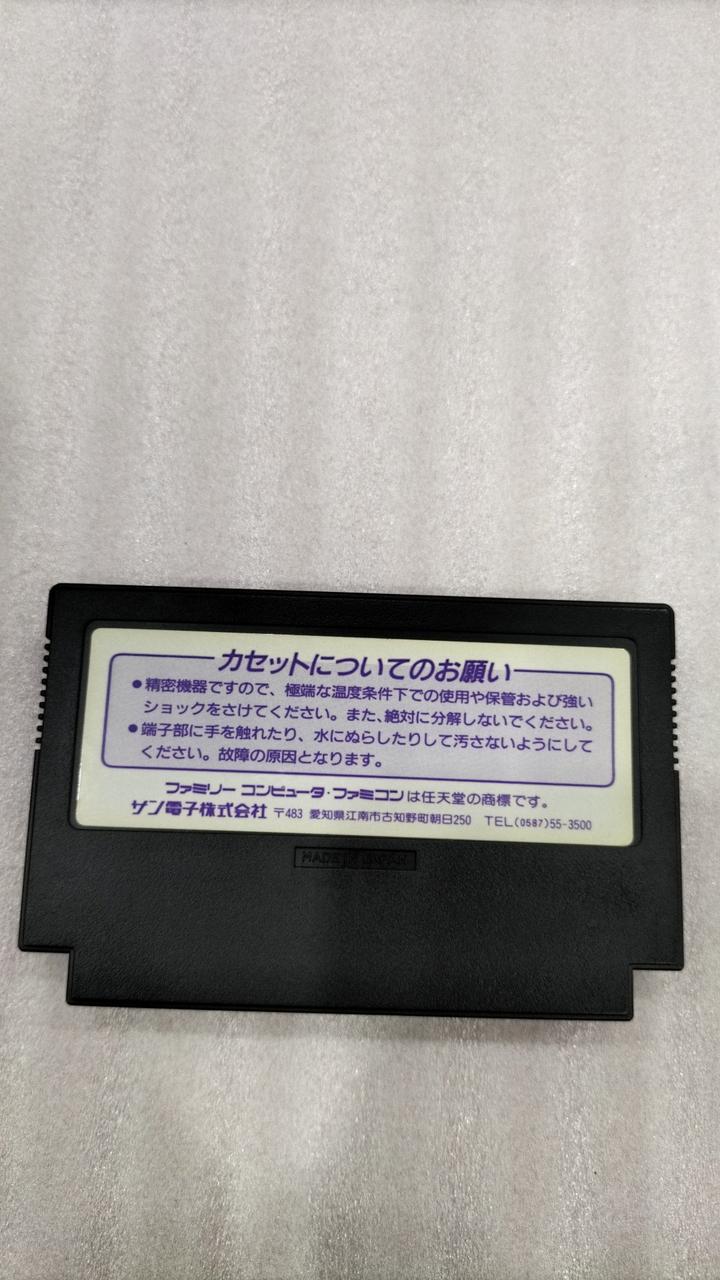 カセットについてのお願い
●精密機器ですので、極端な温度条件下での使用や保管および強い
ショックをさけてください。また、絶対に分解しないでください。
●端子部に手を触れたり、水にぬらしたりして汚さないようにして
ください。故障の原因となります。
ファミリー コンピュータ・ファミコンは任天堂の商標です。
サン電子株式会社 〒483 愛知県江南市古知野町朝日250 TEL(0587)55-3500
MADE IN JAPAN